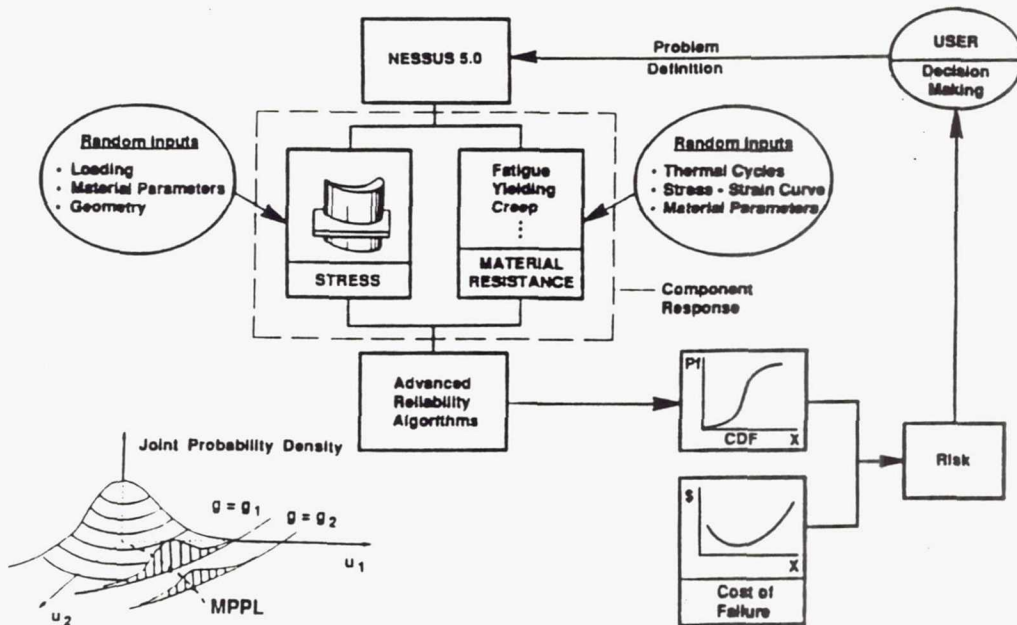 NESSUS 5.0
Problem
Definition
USER
Decision
Making
Random Inputs
• Loading
• Material Parameters
• Geometry
STRESS
Fatigue
Yielding
Creep
⋮
MATERIAL
RESISTANCE
Random Inputs
• Thermal Cycles
• Stress - Strain Curve
• Material Parameters
Component
Response
Advanced
Reliability
Algorithms
Pf
CDF
X
Risk
$
X
Cost of
Failure
Joint Probability Density
g = g1
g = g2
u1
u2
MPPL